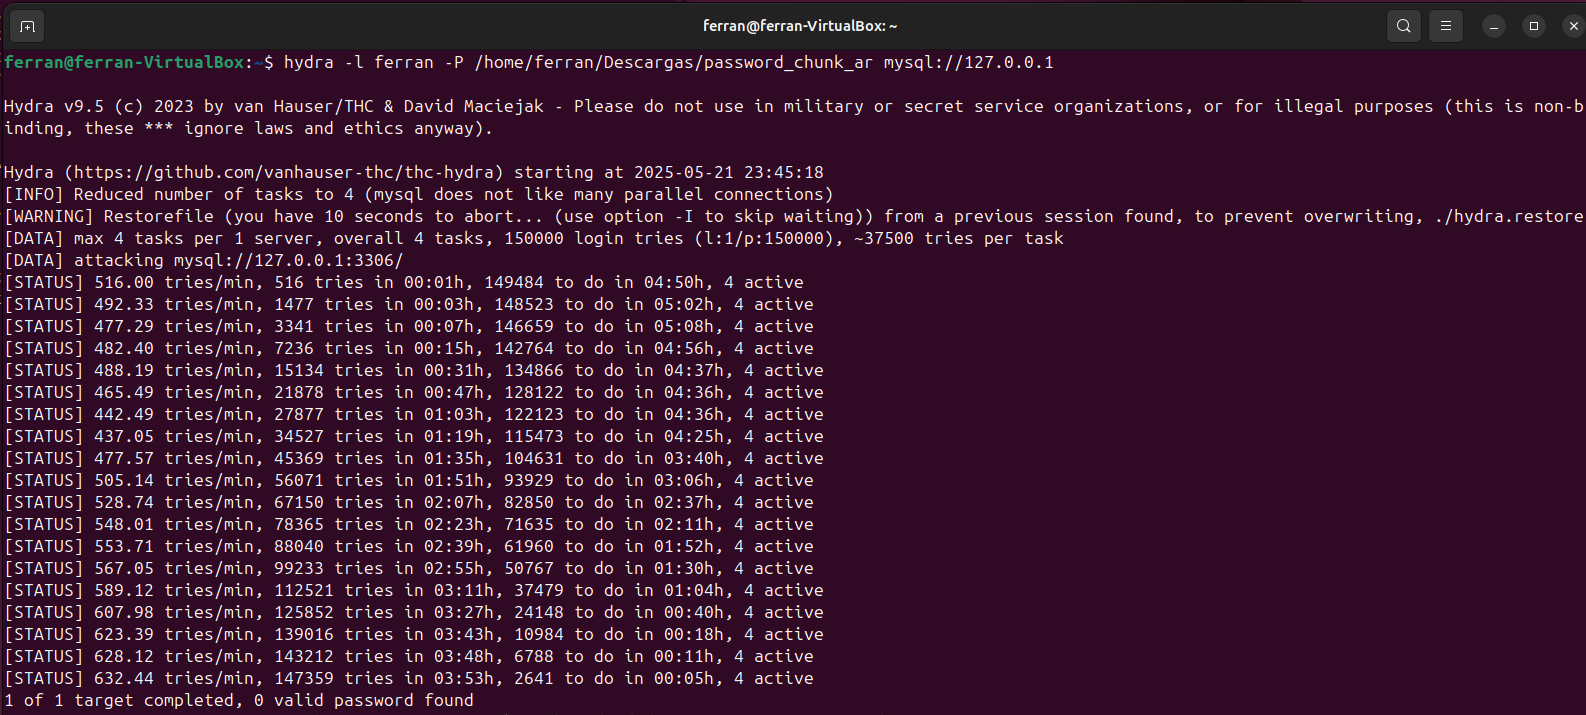 ferran@ferran-VirtualBox: ~
ferran@ferran-VirtualBox:~$ hydra -l ferran -P /home/ferran/Descargas/password_chunk_ar mysql://127.0.0.1
Hydra v9.5 (c) 2023 by van Hauser/THC & David Maciejak - Please do not use in military or secret service organizations, or for illegal purposes (this is non-b
inding, these *** ignore laws and ethics anyway).
Hydra (https://github.com/vanhauser-thc/thc-hydra) starting at 2025-05-21 23:45:18
[INFO] Reduced number of tasks to 4 (mysql does not like many parallel connections)
[WARNING] Restorefile (you have 10 seconds to abort... (use option -I to skip waiting)) from a previous session found, to prevent overwriting, ./hydra.restore
[DATA] max 4 tasks per 1 server, overall 4 tasks, 150000 login tries (l:1/p:150000), ~37500 tries per task
[DATA] attacking mysql://127.0.0.1:3306/
[STATUS] 516.00 tries/min, 516 tries in 00:01h, 149484 to do in 04:50h, 4 active
[STATUS] 492.33 tries/min, 1477 tries in 00:03h, 148523 to do in 05:02h, 4 active
[STATUS] 477.29 tries/min, 3341 tries in 00:07h, 146659 to do in 05:08h, 4 active
[STATUS] 482.40 tries/min, 7236 tries in 00:15h, 142764 to do in 04:56h, 4 active
[STATUS] 488.19 tries/min, 15134 tries in 00:31h, 134866 to do in 04:37h, 4 active
[STATUS] 465.49 tries/min, 21878 tries in 00:47h, 128122 to do in 04:36h, 4 active
[STATUS] 442.49 tries/min, 27877 tries in 01:03h, 122123 to do in 04:36h, 4 active
[STATUS] 437.05 tries/min, 34527 tries in 01:19h, 115473 to do in 04:25h, 4 active
[STATUS] 477.57 tries/min, 45369 tries in 01:35h, 104631 to do in 03:40h, 4 active
[STATUS] 505.14 tries/min, 56071 tries in 01:51h, 93929 to do in 03:06h, 4 active
[STATUS] 528.74 tries/min, 67150 tries in 02:07h, 82850 to do in 02:37h, 4 active
[STATUS] 548.01 tries/min, 78365 tries in 02:23h, 71635 to do in 02:11h, 4 active
[STATUS] 553.71 tries/min, 88040 tries in 02:39h, 61960 to do in 01:52h, 4 active
[STATUS] 567.05 tries/min, 99233 tries in 02:55h, 50767 to do in 01:30h, 4 active
[STATUS] 589.12 tries/min, 112521 tries in 03:11h, 37479 to do in 01:04h, 4 active
[STATUS] 607.98 tries/min, 125852 tries in 03:27h, 24148 to do in 00:40h, 4 active
[STATUS] 623.39 tries/min, 139016 tries in 03:43h, 10984 to do in 00:18h, 4 active
[STATUS] 628.12 tries/min, 143212 tries in 03:48h, 6788 to do in 00:11h, 4 active
[STATUS] 632.44 tries/min, 147359 tries in 03:53h, 2641 to do in 00:05h, 4 active
1 of 1 target completed, 0 valid password found